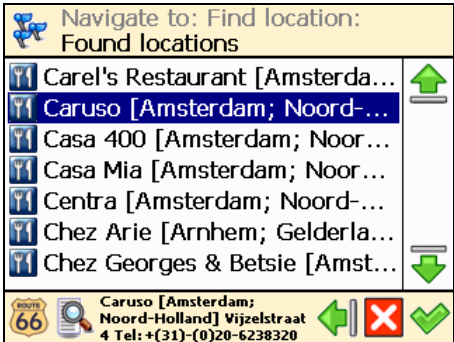 Navigate to: Find location:
Found locations
Carel's Restaurant [Amsterda...
Caruso [Amsterdam; Noord-...
Casa 400 [Amsterdam; Noor...
Casa Mia [Amsterdam; Noor...
Centra [Amsterdam; Noord-...
Chez Arie [Arnhem; Gelderla...
Chez Georges & Betsie [Amst...
ROUTE
66
Caruso [Amsterdam;
Noord-Holland] Vijzelstraat
4 Tel:+(31)-(0)20-6238320